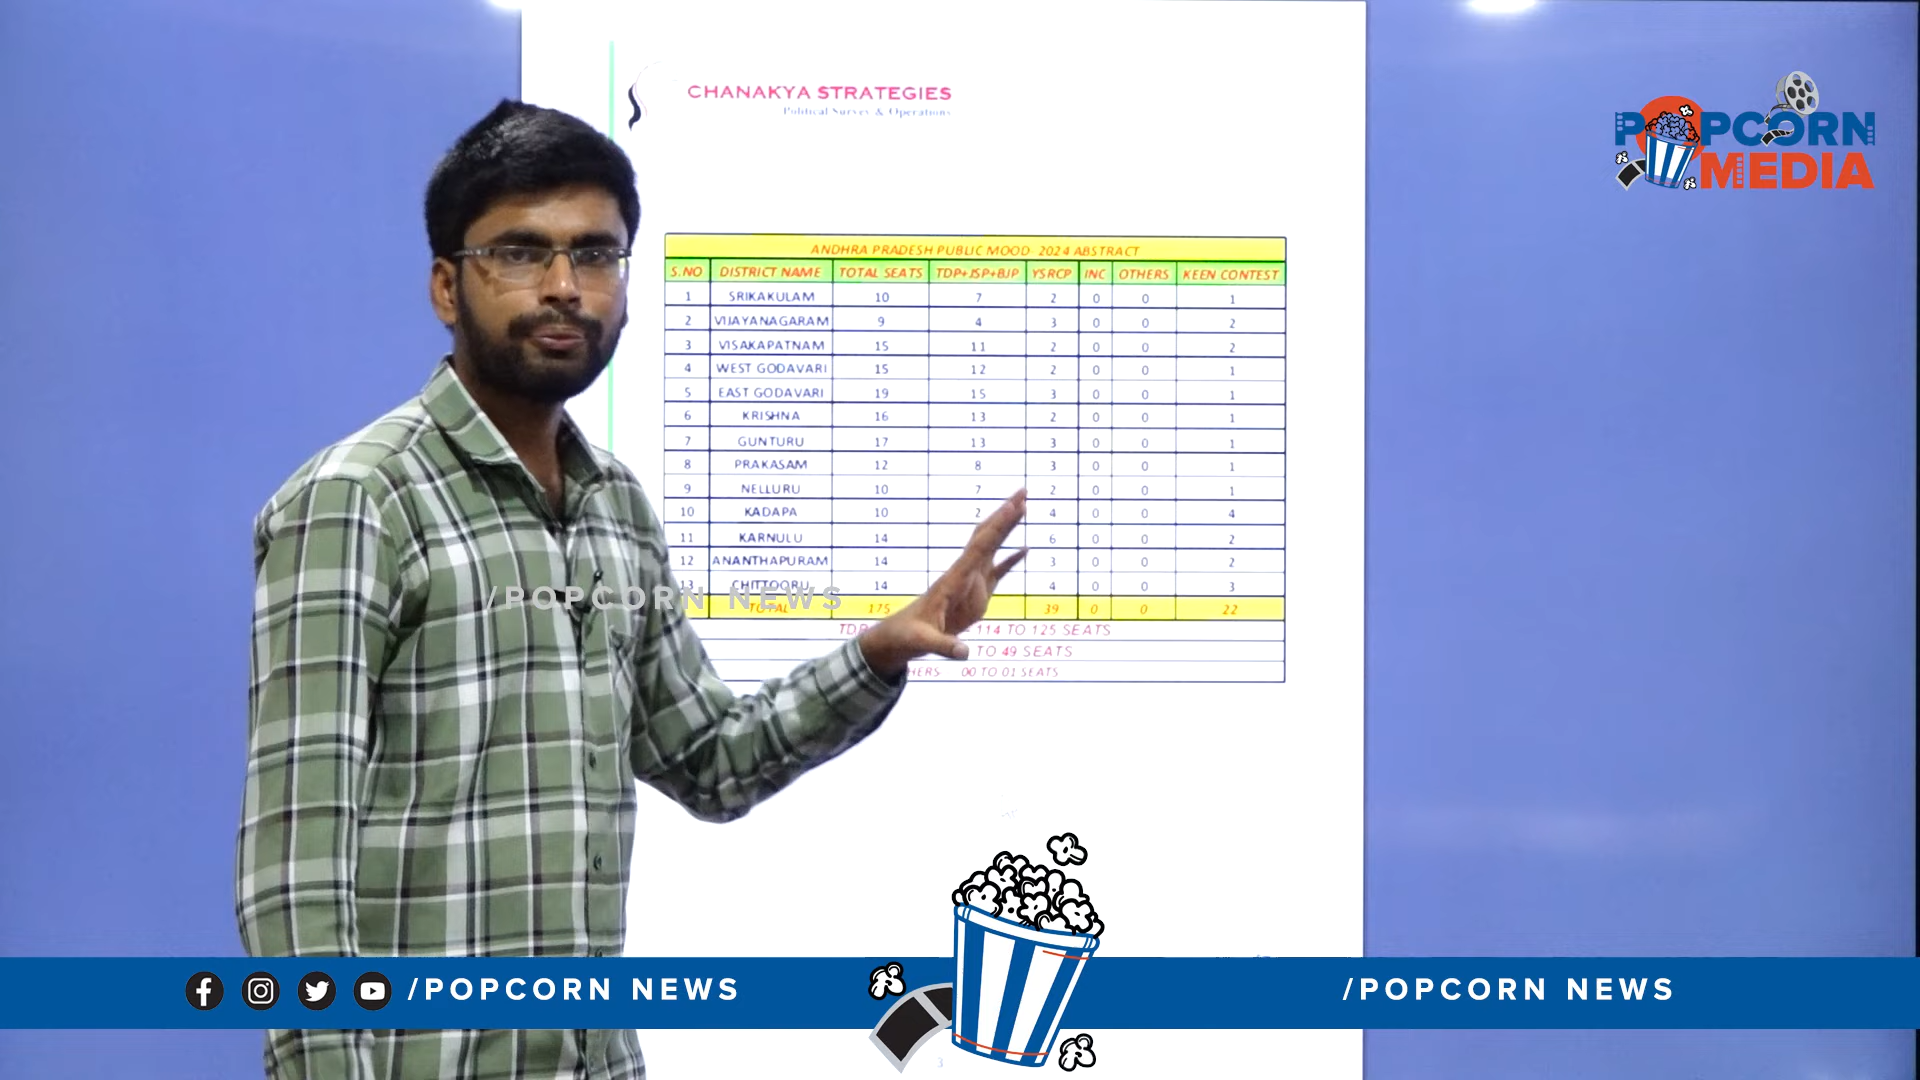 CHANAKYA STRATEGIES
Political Survey & Operations
POPCORN
MEDIA
ANDHRA PRADESH PUBLIC MOOD- 2024 ABSTRACT
S.NO DISTRICT NAME TOTAL SEATS TDP+JSP+BJP YSRCP INC OTHERS KEEN CONTEST
1 SRIKAKULAM 10 7 2 0 0 1
2 VIJAYANAGARAM 9 4 3 0 0 2
3 VISAKAPATNAM 15 11 2 0 0 2
4 WEST GODAVARI 15 12 2 0 0 1
5 EAST GODAVARI 19 15 3 0 0 1
6 KRISHNA 16 13 2 0 0 1
7 GUNTURU 17 13 3 0 0 1
8 PRAKASAM 12 8 3 0 0 1
9 NELLURU 10 7 2 0 0 1
10 KADAPA 10 2 4 0 0 4
11 KARNULU 14 6 0 0 2
12 ANANTHAPURAM 14 3 0 0 2
13 CHITTOORU 14 4 0 0 3
/POPCORN NEWS
TOTAL 175 39 0 0 22
TDP - 114 TO 125 SEATS
TO 49 SEATS
HERS 00 TO 01 SEATS
/POPCORN NEWS
/POPCORN NEWS
3